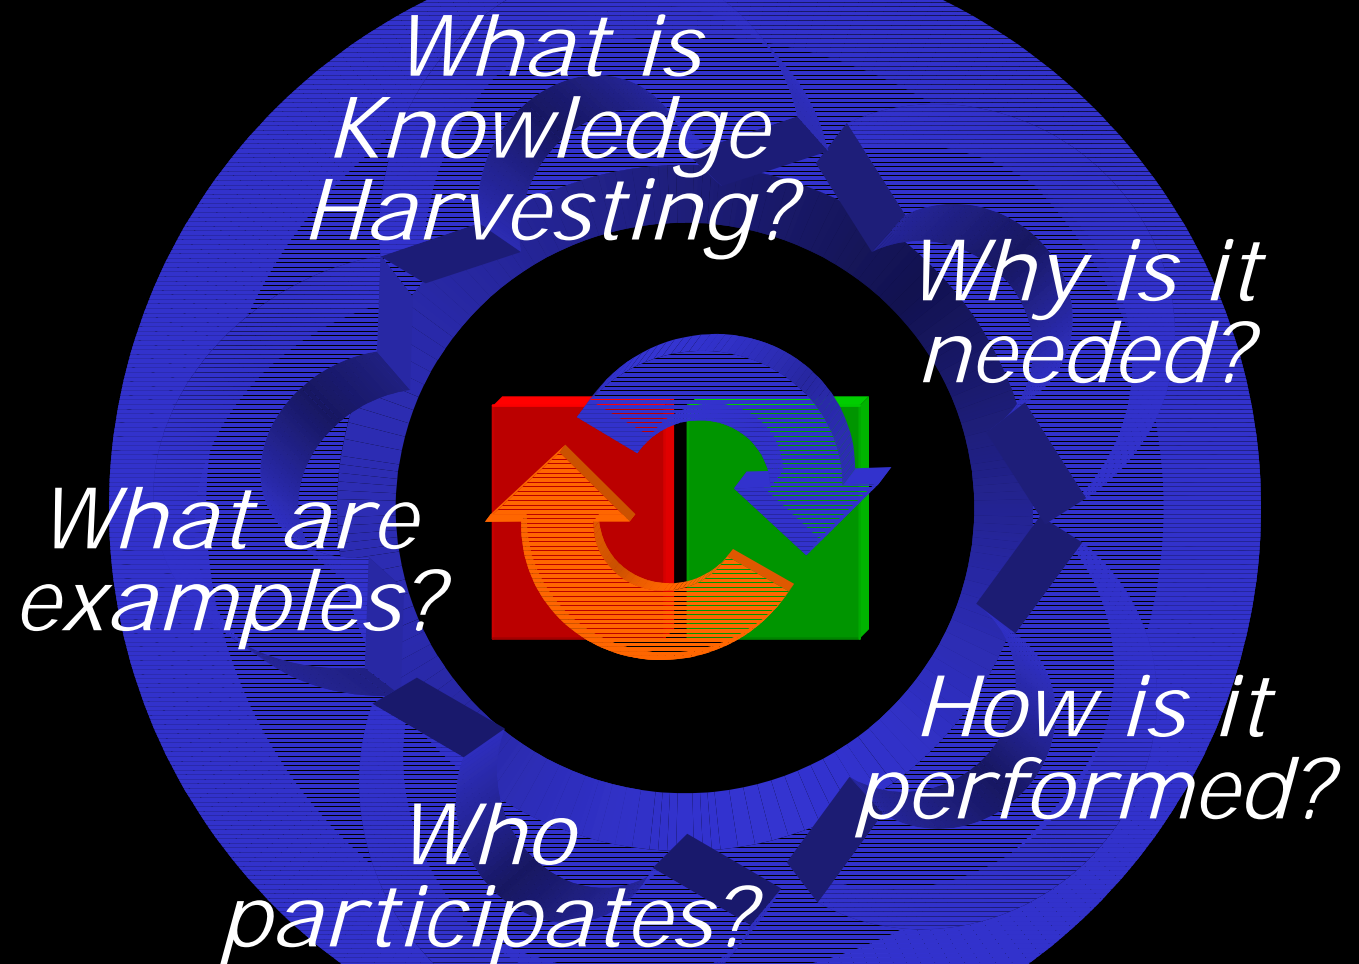 What is
Knowledge
Harvesting?
Why is it
needed?
How is it
performed?
Who
participates?
What are
examples?